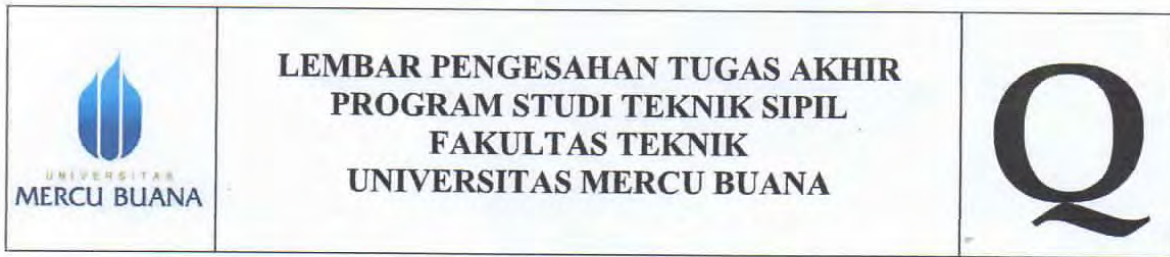 UNIVERSITAS
MERCU BUANA
LEMBAR PENGESAHAN TUGAS AKHIR
PROGRAM STUDI TEKNIK SIPIL
FAKULTAS TEKNIK
UNIVERSITAS MERCU BUANA
Q